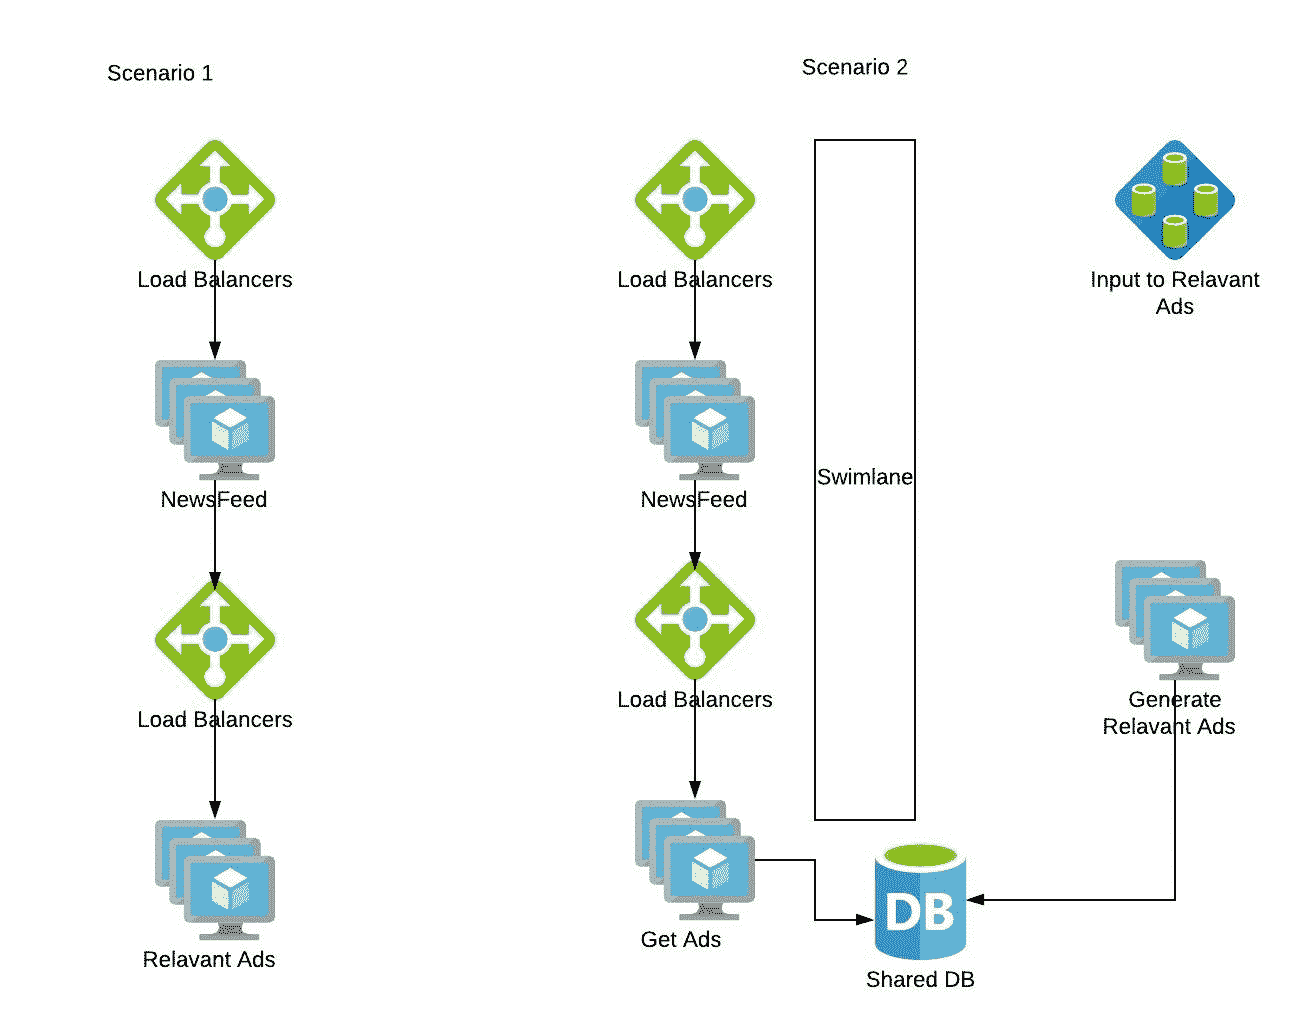 Scenario 1
Load Balancers
NewsFeed
Load Balancers
Relavant Ads
Scenario 2
Load Balancers
NewsFeed
Load Balancers
Get Ads
Swimlane
Input to Relavant
Ads
Generate
Relavant Ads
DB
Shared DB